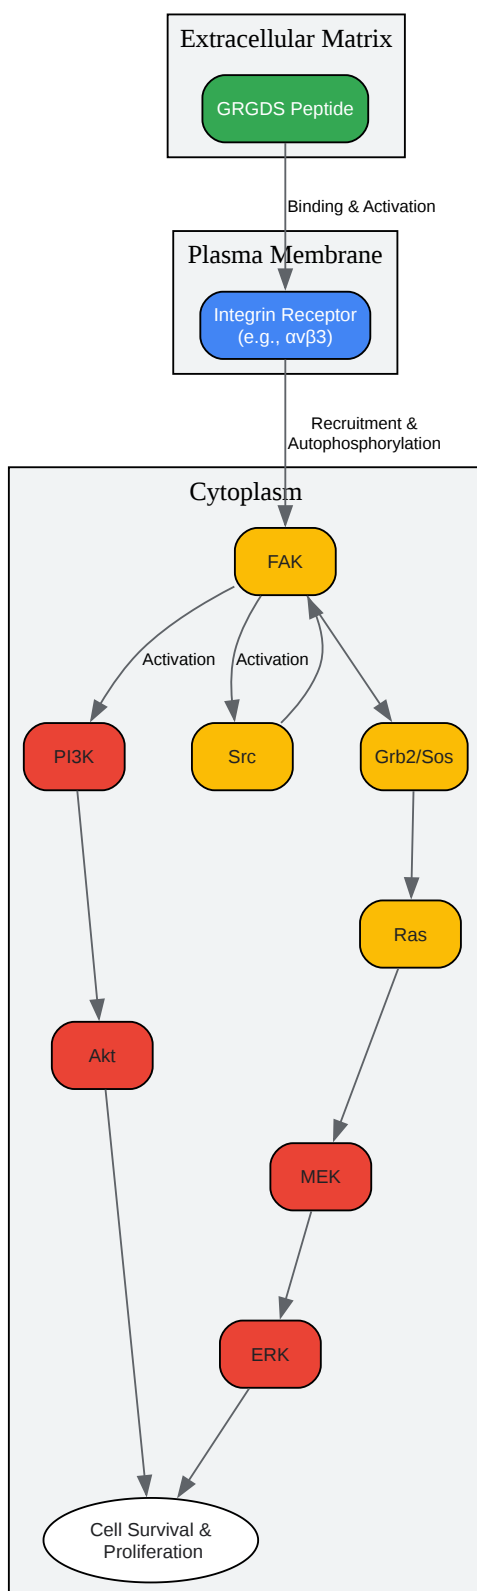 Extracellular Matrix
GRGDS Peptide
Binding & Activation
Plasma Membrane
Integrin Receptor
(e.g., αvβ3)
Recruitment &
Autophosphorylation
Cytoplasm
FAK
Activation
Activation
PI3K
Src
Grb2/Sos
Ras
Akt
MEK
ERK
Cell Survival &
Proliferation